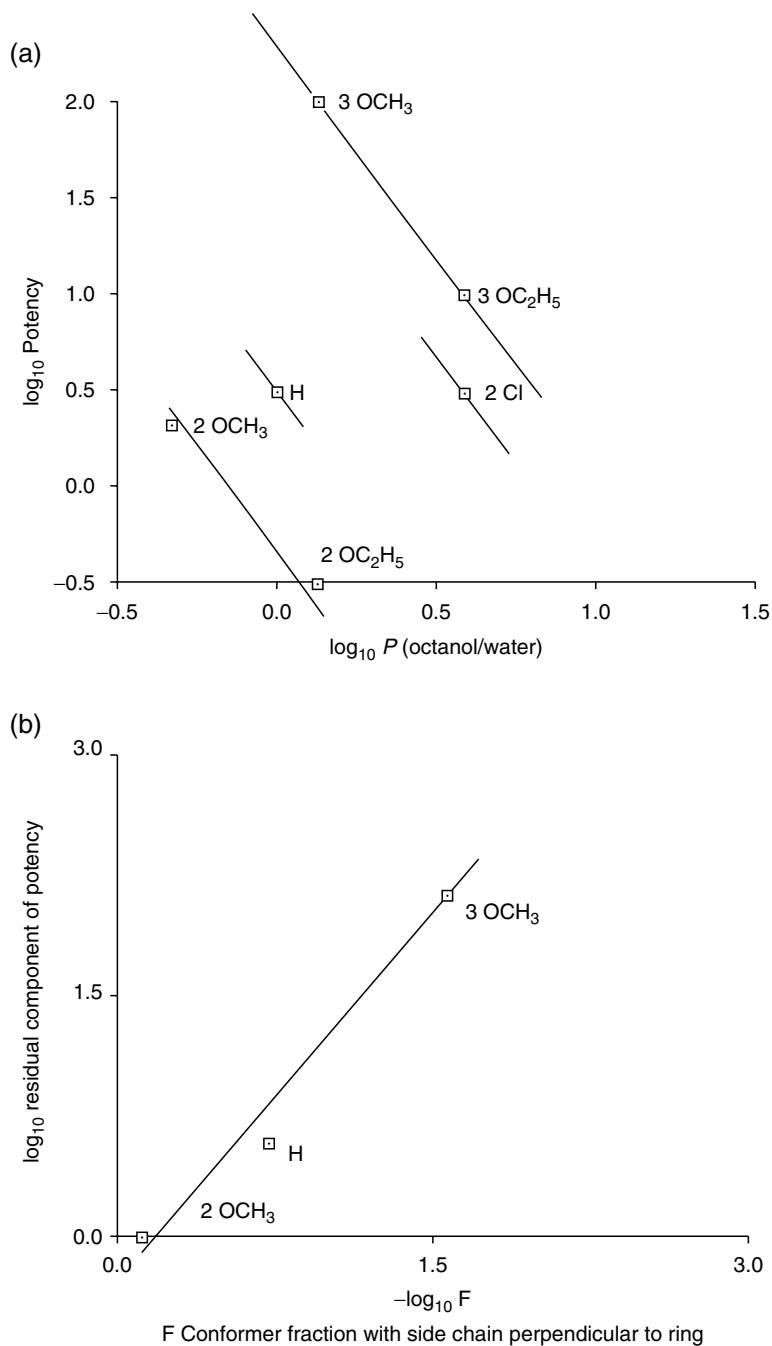 (a)
2.0
3 OCH₃
1.5
log₁₀ Potency
1.0
3 OC₂H₅
0.5
H
2 Cl
2 OCH₃
0.0
2 OC₂H₅
−0.5
−0.5 0.0 0.5 1.0 1.5
log₁₀ P (octanol/water)
(b)
3.0
log₁₀ residual component of potency
3 OCH₃
1.5
H
2 OCH₃
0.0
0.0 1.5 3.0
−log₁₀ F
F Conformer fraction with side chain perpendicular to ring